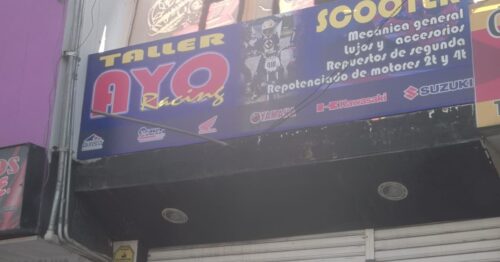 TALLER
AYO
Racing
SCOOTER
Mecánica general
Lujos y accesorios
Repuestos de segunda
Repotenciado de motores 2t y 4t
YAMAHA
Kawasaki
SUZUKI
OS